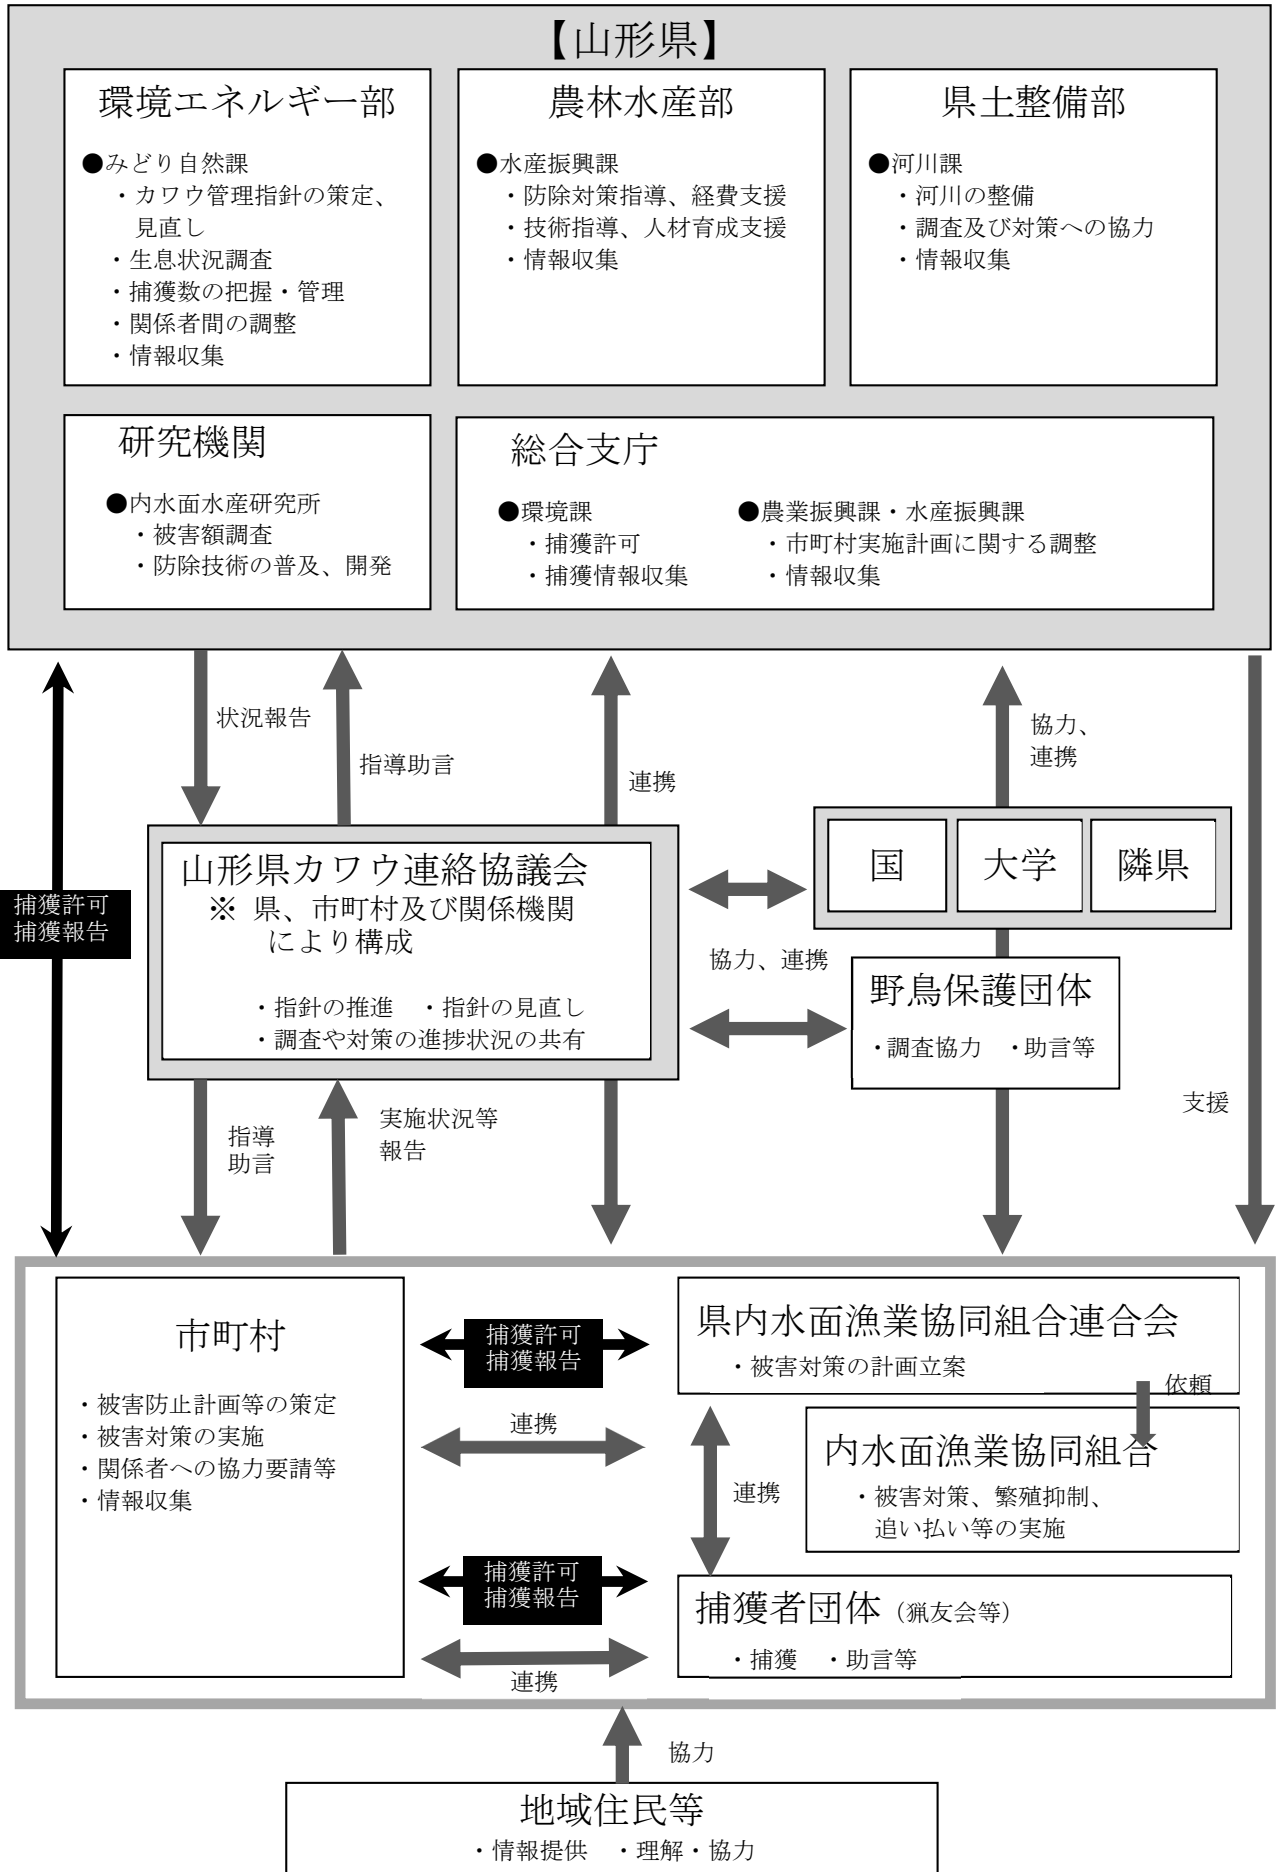 【山形県】
環境エネルギー部
●みどり自然課
・カワウ管理指針の策定、
見直し
・生息状況調査
・捕獲数の把握・管理
・関係者間の調整
・情報収集
農林水産部
●水産振興課
・防除対策指導、経費支援
・技術指導、人材育成支援
・情報収集
県土整備部
●河川課
・河川の整備
・調査及び対策への協力
・情報収集
研究機関
●内水面水産研究所
・被害額調査
・防除技術の普及、開発
総合支庁
●環境課
・捕獲許可
・捕獲情報収集
●農業振興課・水産振興課
・市町村実施計画に関する調整
・情報収集
状況報告
指導助言
連携
協力、
連携
捕獲許可
捕獲報告
山形県カワウ連絡協議会
※ 県、市町村及び関係機関
により構成
・指針の推進 ・指針の見直し
・調査や対策の進捗状況の共有
国
大学
隣県
協力、連携
野鳥保護団体
・調査協力 ・助言等
支援
指導
助言
実施状況等
報告
市町村
・被害防止計画等の策定
・被害対策の実施
・関係者への協力要請等
・情報収集
捕獲許可
捕獲報告
連携
県内水面漁業協同組合連合会
・被害対策の計画立案
依頼
内水面漁業協同組合
・被害対策、繁殖抑制、
追い払い等の実施
連携
捕獲許可
捕獲報告
連携
捕獲者団体（猟友会等）
・捕獲 ・助言等
協力
地域住民等
・情報提供 ・理解・協力